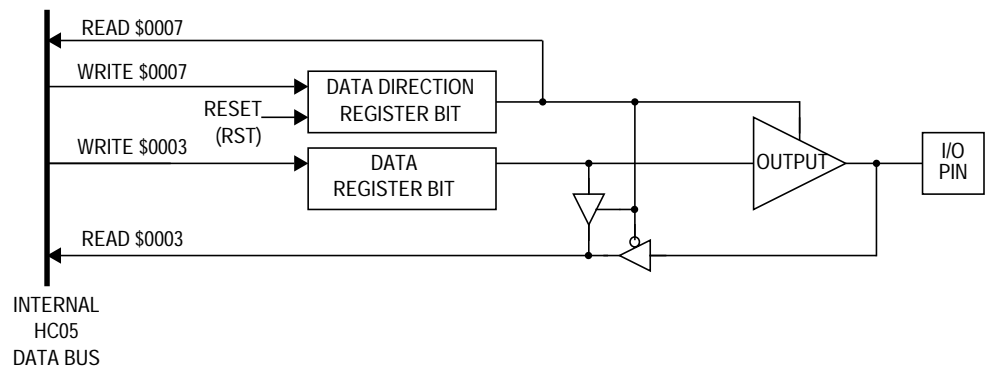 READ $0007
WRITE $0007
DATA DIRECTION
REGISTER BIT
RESET
(RST)
WRITE $0003
DATA
REGISTER BIT
OUTPUT
I/O
PIN
READ $0003
INTERNAL
HC05
DATA BUS